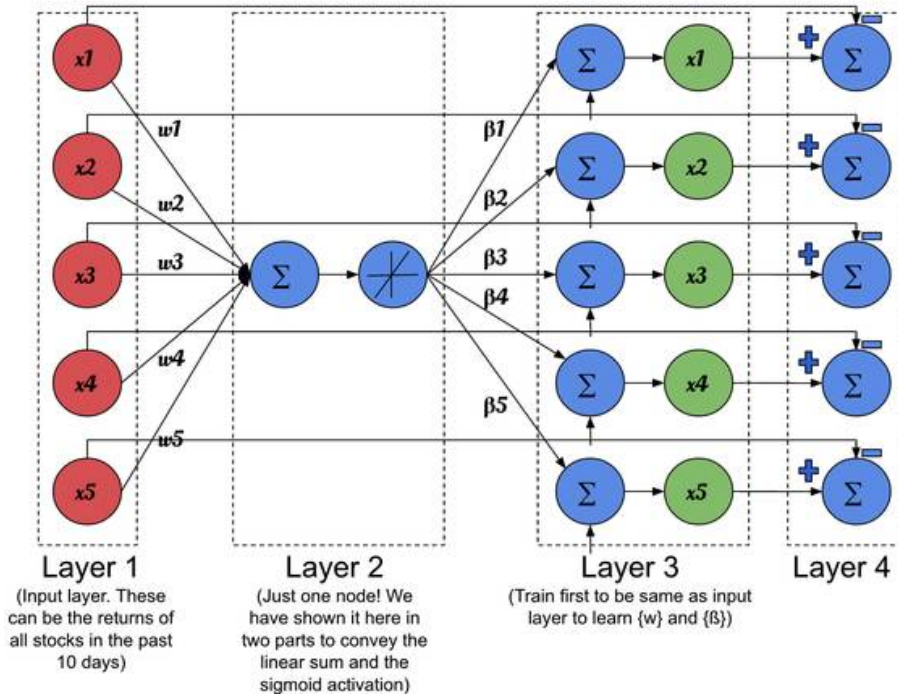 x1
w1
β1
Σ
x1
+
−
Σ
x2
w2
β2
Σ
x2
+
−
Σ
x3
w3
Σ
β3
Σ
x3
+
−
Σ
x4
w4
β4
Σ
x4
+
−
Σ
x5
w5
β5
Σ
x5
+
−
Σ
Layer 1
(Input layer. These
can be the returns of
all stocks in the past
10 days)
Layer 2
(Just one node! We
have shown it here in
two parts to convey the
linear sum and the
sigmoid activation)
Layer 3
(Train first to be same as input
layer to learn {w} and {ß})
Layer 4